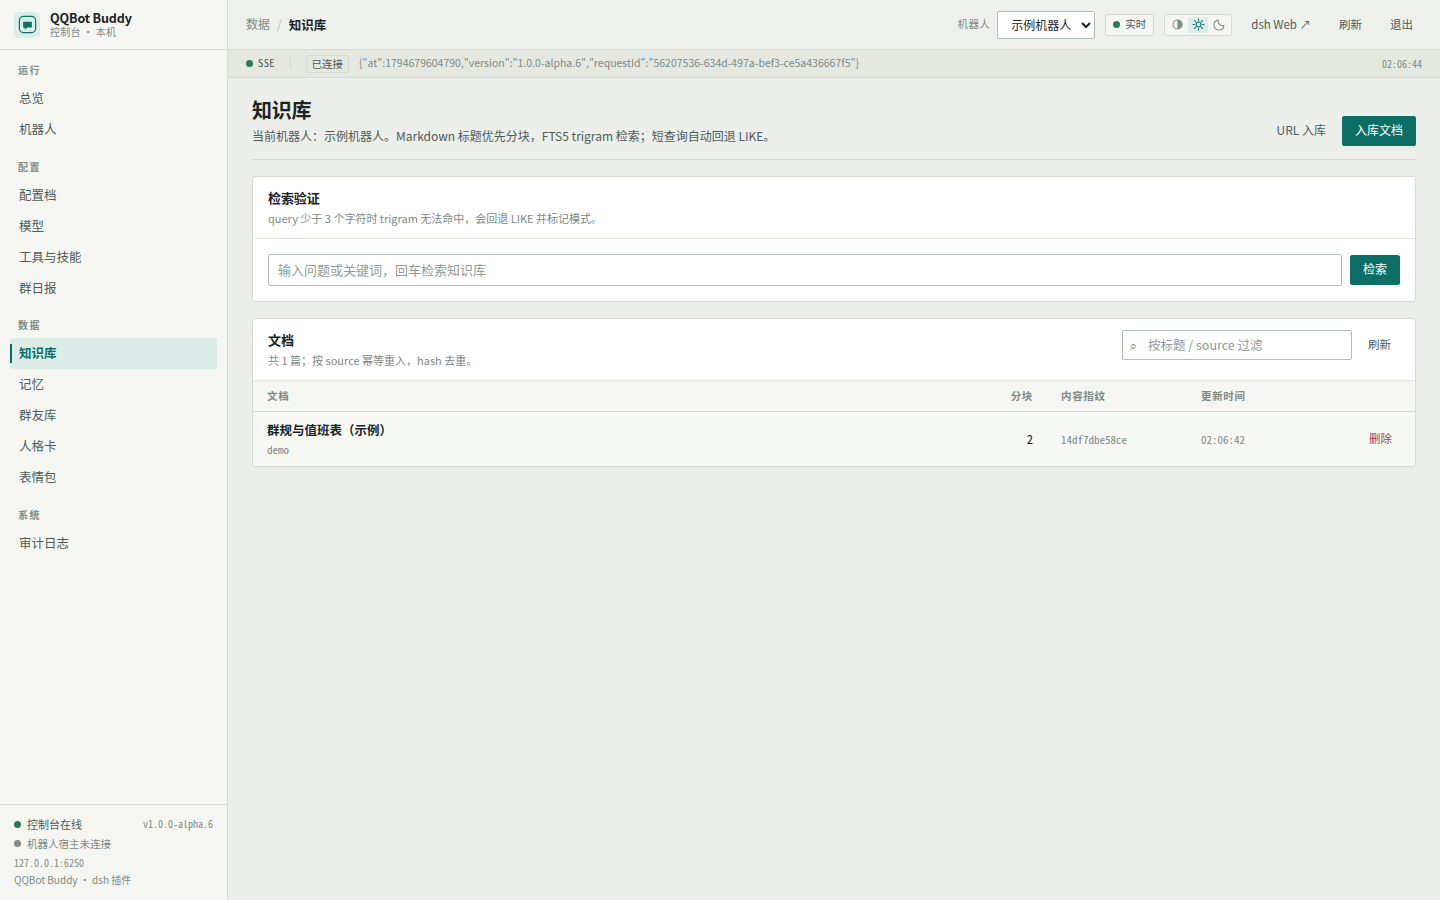 QQBot Buddy
控制台 · 本机
运行
总览
机器人
配置
配置档
模型
工具与技能
群日报
数据
知识库
记忆
群友库
人格卡
表情包
系统
审计日志
控制台在线 v1.0.0-alpha.6
机器人宿主未连接
127.0.0.1:6250
QQBot Buddy · dsh 插件
数据 / 知识库 机器人 示例机器人 实时 dsh Web ↗ 刷新 退出
SSE 已连接 {"at":1794679604790,"version":"1.0.0-alpha.6","requestId":"56207536-634d-497a-bef3-ce5a436667f5"} 02:06:44
知识库
当前机器人：示例机器人。Markdown 标题优先分块，FTS5 trigram 检索；短查询自动回退 LIKE。
URL 入库 入库文档
检索验证
query 少于 3 个字符时 trigram 无法命中，会回退 LIKE 并标记模式。
输入问题或关键词，回车检索知识库 检索
文档
共 1 篇；按 source 幂等重入，hash 去重。
按标题 / source 过滤 刷新
文档 分块 内容指纹 更新时间
群规与值班表（示例）
demo
2 14df7dbe58ce 02:06:42 删除